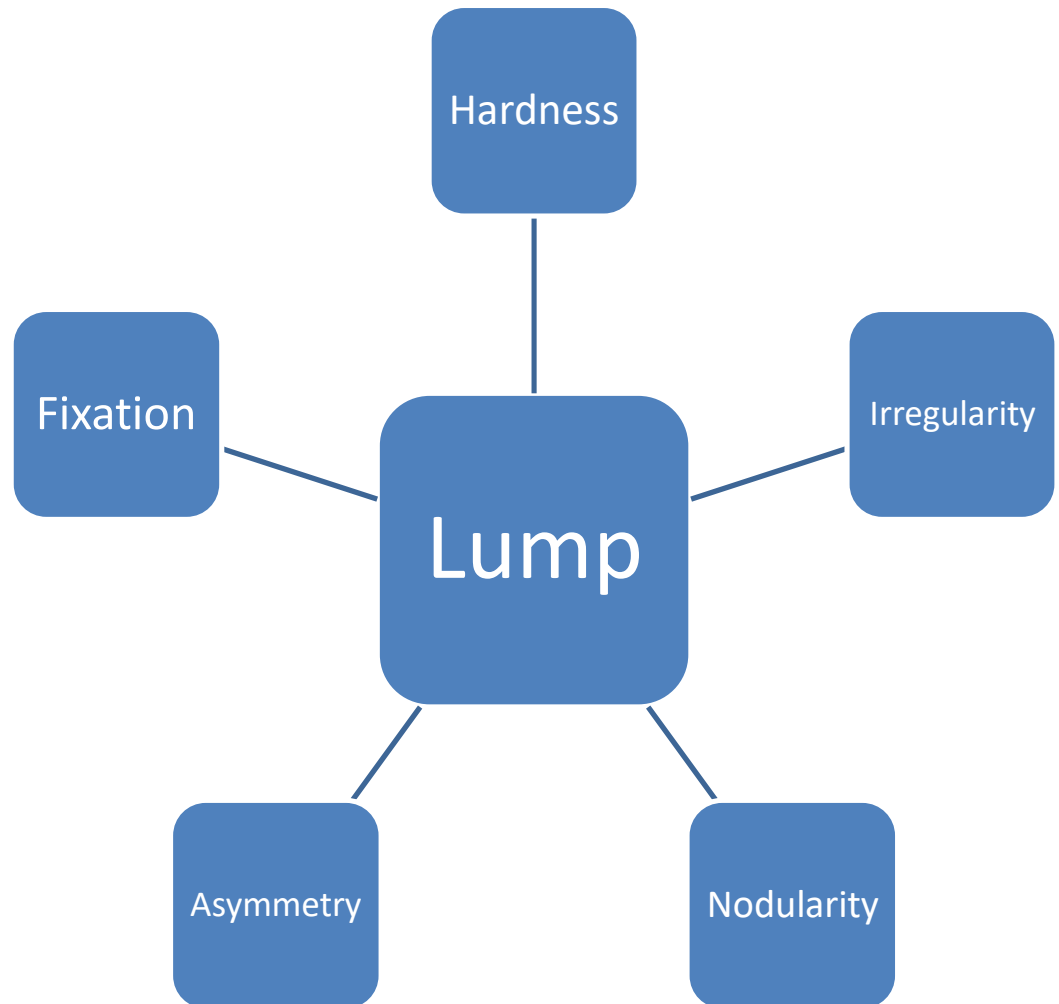 Hardness
Fixation
Irregularity
Lump
Asymmetry
Nodularity